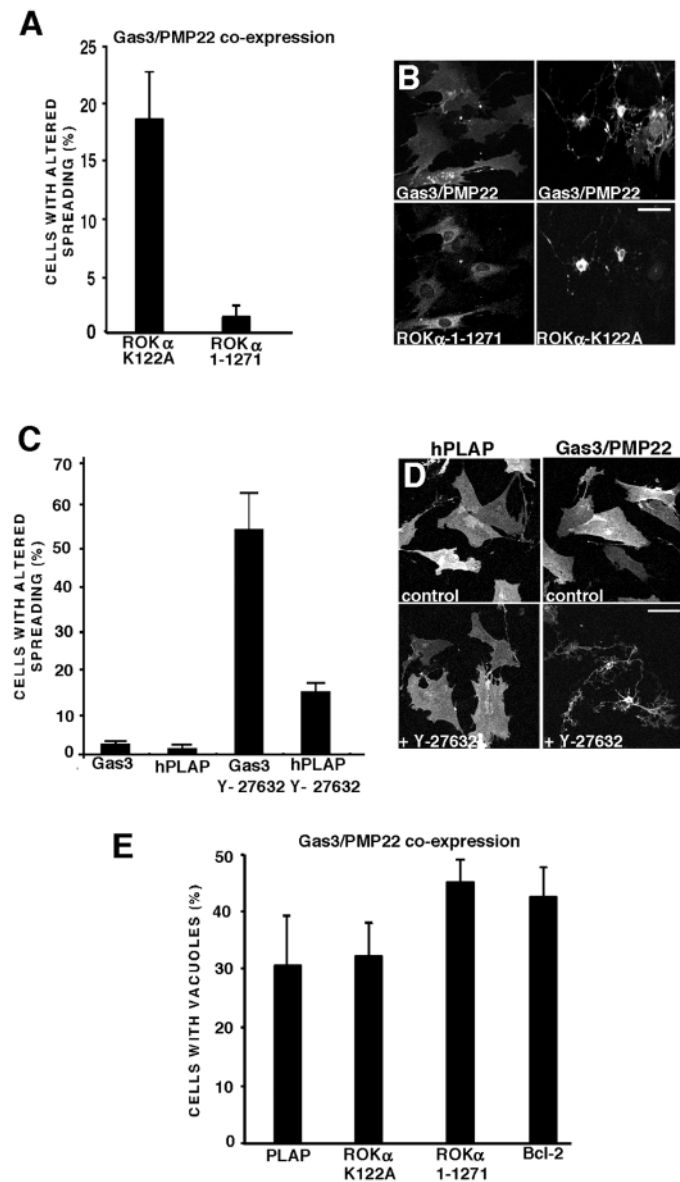 A
Gas3/PMP22 co-expression
CELLS WITH ALTERED
SPREADING (%)
25
20
15
10
5
0
ROKα
K122A
ROKα
1-1271
B
Gas3/PMP22
Gas3/PMP22
ROKα-1-1271
ROKα-K122A
C
CELLS WITH ALTERED
SPREADING (%)
70
60
50
40
30
20
10
0
Gas3
hPLAP
Gas3
Y- 27632
hPLAP
Y- 27632
hPLAP
Gas3/PMP22
D
control
control
+ Y-27632
+ Y-27632
E
Gas3/PMP22 co-expression
CELLS WITH VACUOLES (%)
50
40
30
20
10
0
PLAP
ROKα
K122A
ROKα
1-1271
Bcl-2